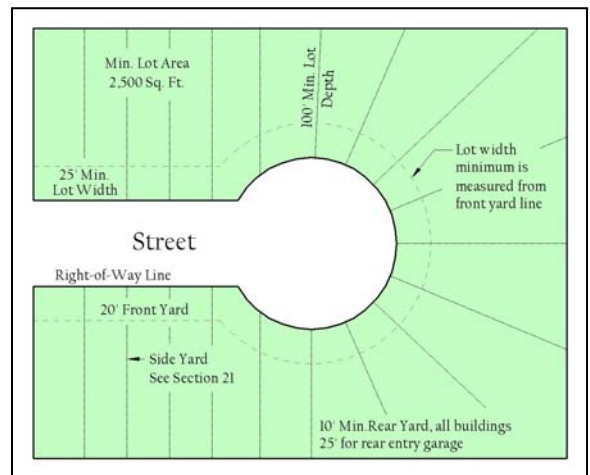 Min. Lot Area
2,500 Sq. Ft.
100' Min. Lot
Depth
Lot width
minimum is
measured from
front yard line
25' Min.
Lot Width
Street
Right-of-Way Line
20' Front Yard
Side Yard
See Section 21
10' Min.Rear Yard, all buildings
25' for rear entry garage